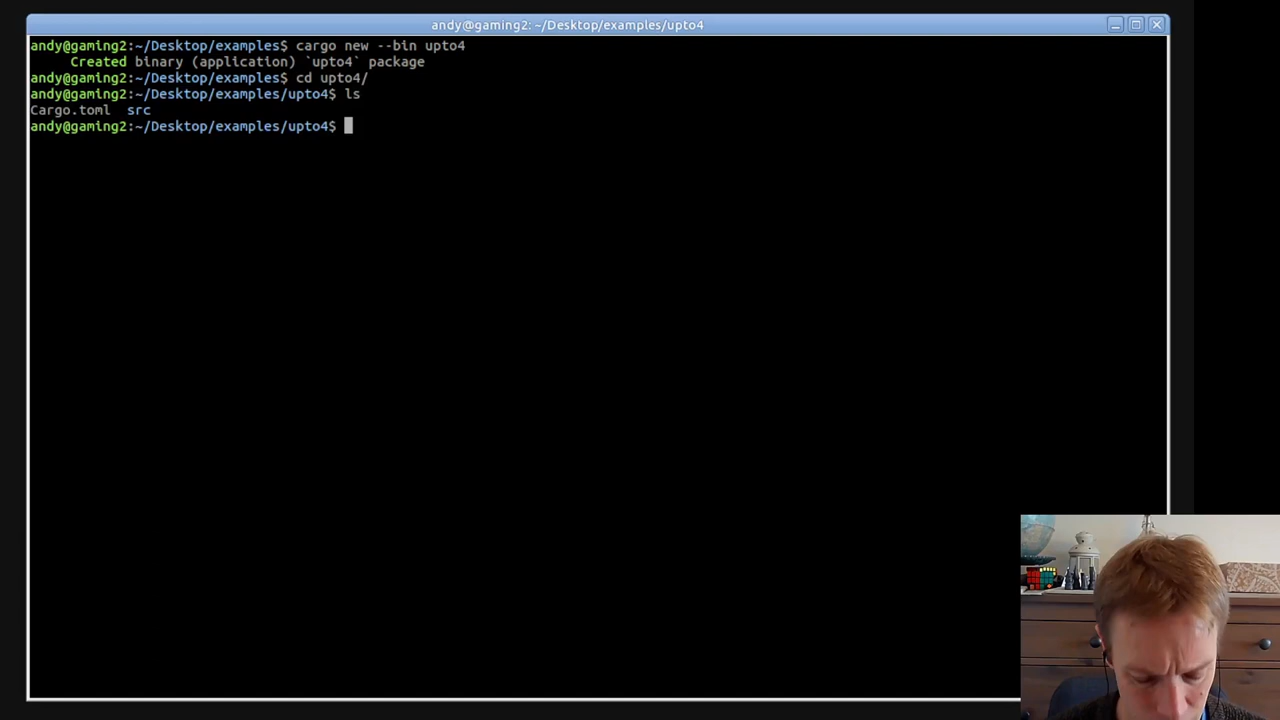 andy@gaming2: ~/Desktop/examples/upto4
andy@gaming2:~/Desktop/examples$ cargo new --bin upto4
Created binary (application) `upto4` package
andy@gaming2:~/Desktop/examples$ cd upto4/
andy@gaming2:~/Desktop/examples/upto4$ ls
Cargo.toml  src
andy@gaming2:~/Desktop/examples/upto4$